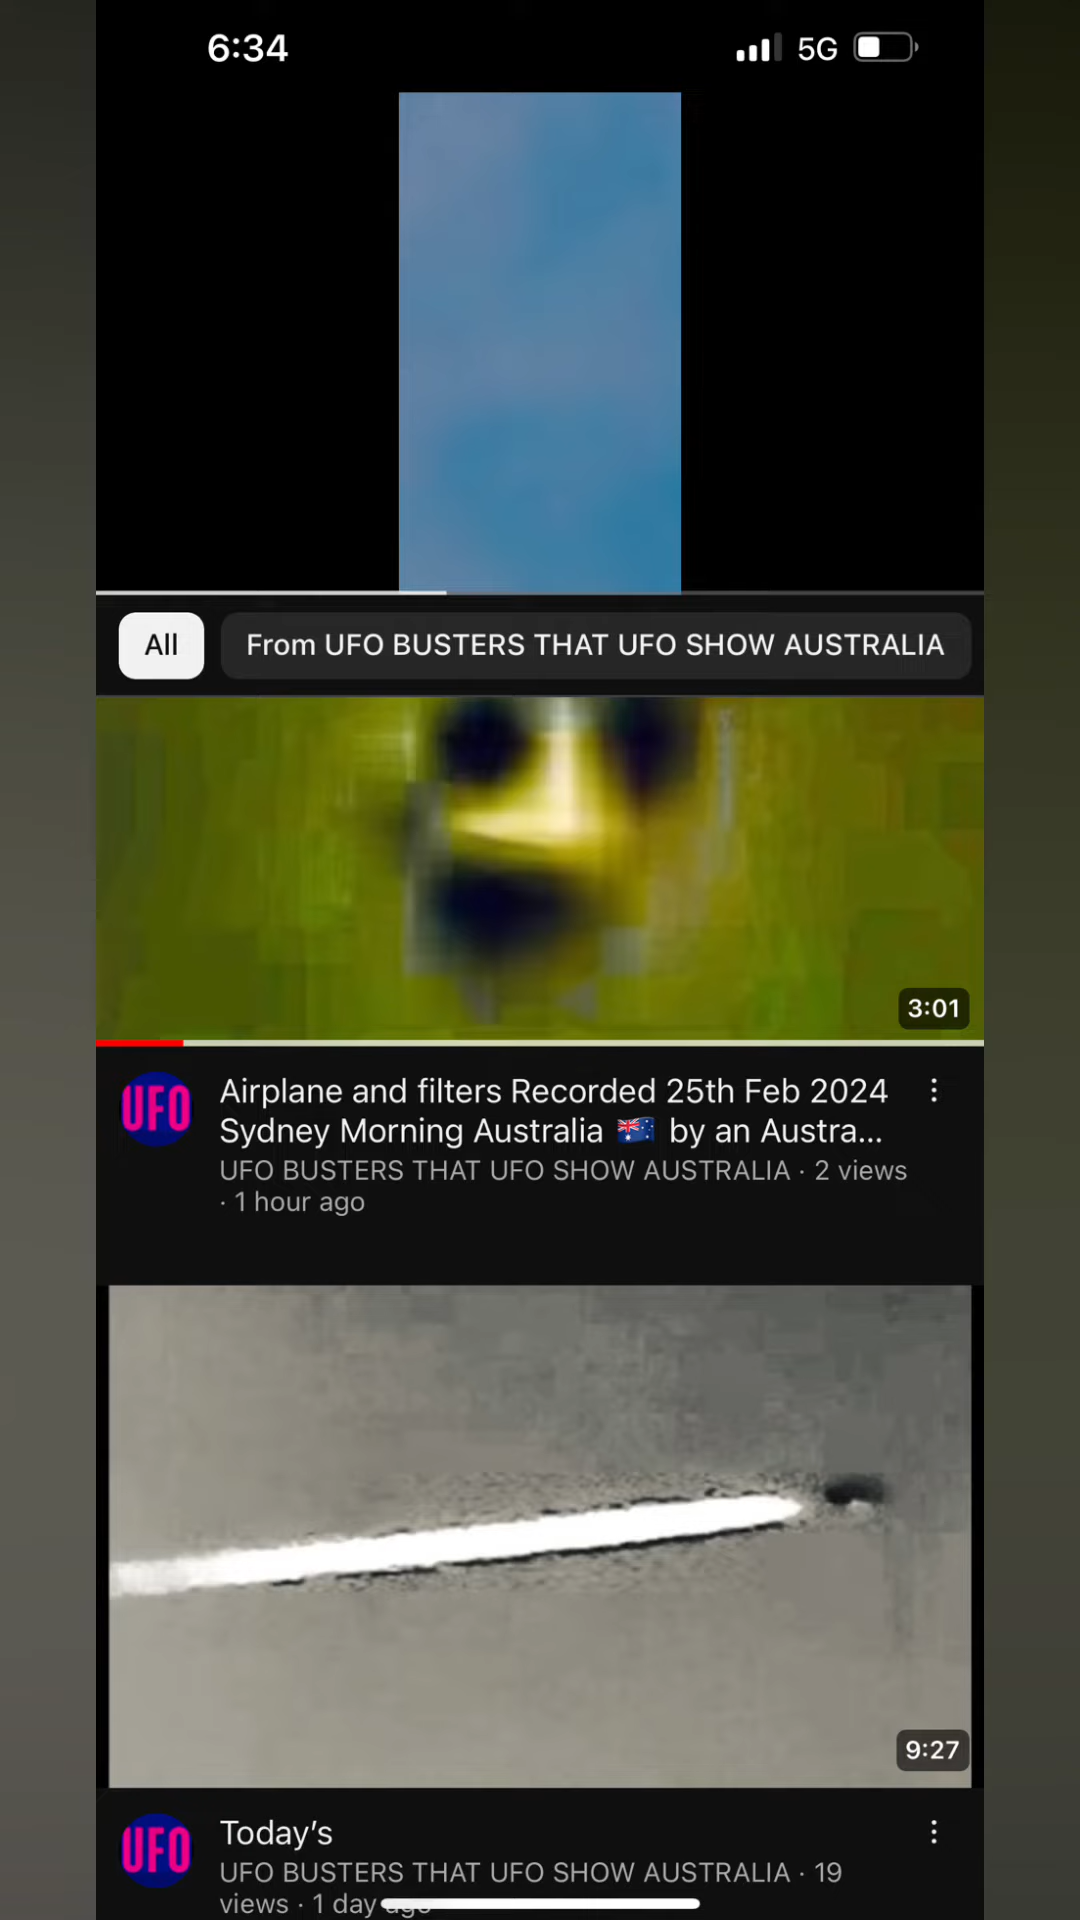 6:34
5G
All
From UFO BUSTERS THAT UFO SHOW AUSTRALIA
3:01
UFO
Airplane and filters Recorded 25th Feb 2024
Sydney Morning Australia 🇦🇺 by an Austra...
UFO BUSTERS THAT UFO SHOW AUSTRALIA · 2 views
· 1 hour ago
9:27
UFO
Today’s
UFO BUSTERS THAT UFO SHOW AUSTRALIA · 19
views · 1 day ago